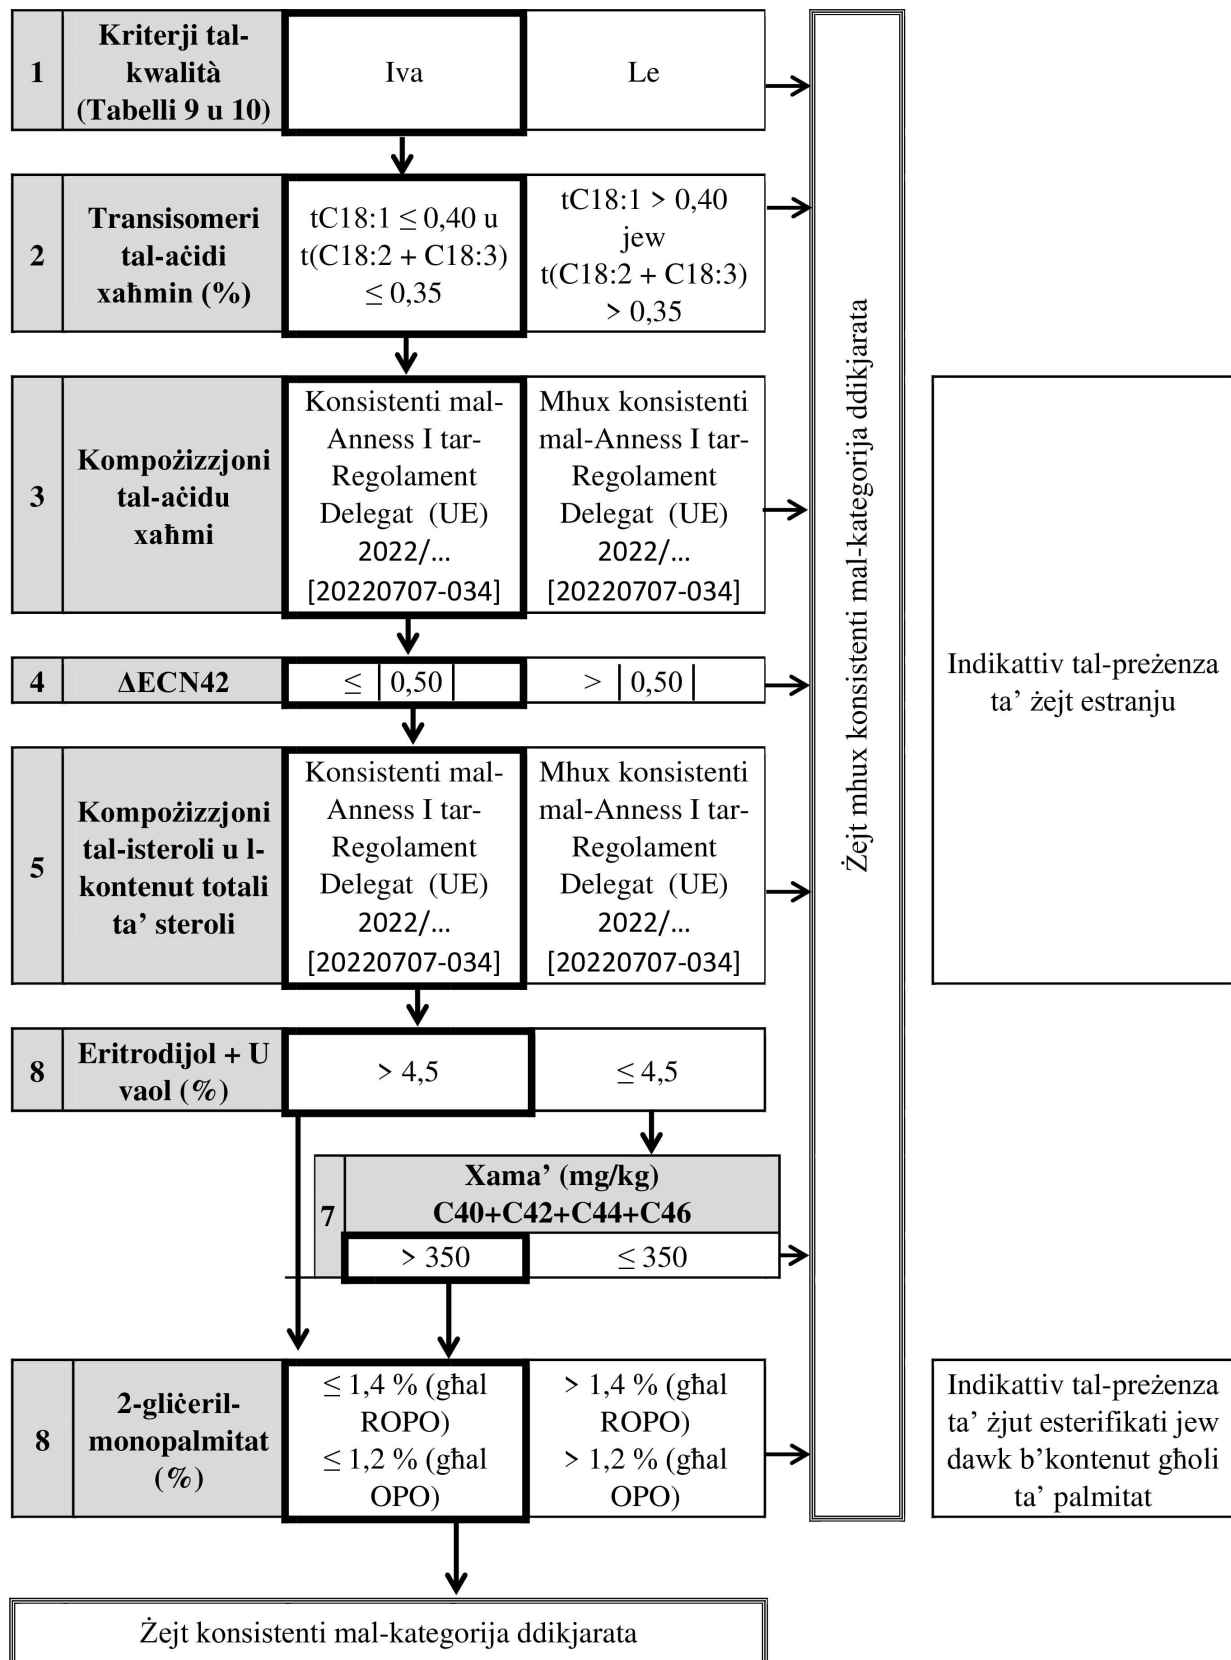 1
Kriterji tal-
kwalità
(Tabelli 9 u 10)
Iva
Le
2
Transisomeri
tal-aċidi
xaħmin (%)
tC18:1 ≤ 0,40 u
t(C18:2 + C18:3)
≤ 0,35
tC18:1 > 0,40
jew
t(C18:2 + C18:3)
> 0,35
3
Kompożizzjoni
tal-aċidu
xaħmi
Konsistenti mal-
Anness I tar-
Regolament
Delegat (UE)
2022/...
[20220707-034]
Mhux konsistenti
mal-Anness I tar-
Regolament
Delegat (UE)
2022/...
[20220707-034]
4
ΔECN42
≤ |0,50|
> |0,50|
5
Kompożizzjoni
tal-isteroli u l-
kontenut totali
ta’ steroli
Konsistenti mal-
Anness I tar-
Regolament
Delegat (UE)
2022/...
[20220707-034]
Mhux konsistenti
mal-Anness I tar-
Regolament
Delegat (UE)
2022/...
[20220707-034]
8
Eritrodijol + U
vaol (%)
> 4,5
≤ 4,5
7
Xama’ (mg/kg)
C40+C42+C44+C46
> 350
≤ 350
8
2-gliċeril-
monopalmitat
(%)
≤ 1,4 % (għal
ROPO)
≤ 1,2 % (għal
OPO)
> 1,4 % (għal
ROPO)
> 1,2 % (għal
OPO)
Żejt mhux konsistenti mal-kategorija ddikjarata
Indikattiv tal-preżenza
ta’ żejt estranju
Indikattiv tal-preżenza
ta’ żjut esterifikati jew
dawk b’kontenut għoli
ta’ palmitat
Żejt konsistenti mal-kategorija ddikjarata